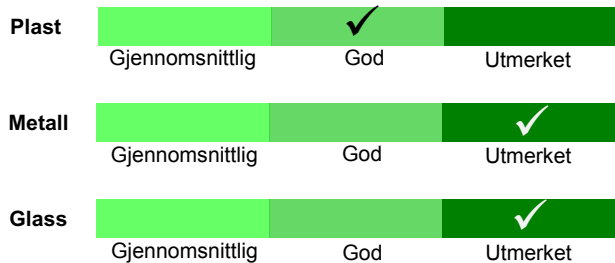 Plast
Gjennomsnittlig God Utmerket
Metall
Gjennomsnittlig God Utmerket
Glass
Gjennomsnittlig God Utmerket